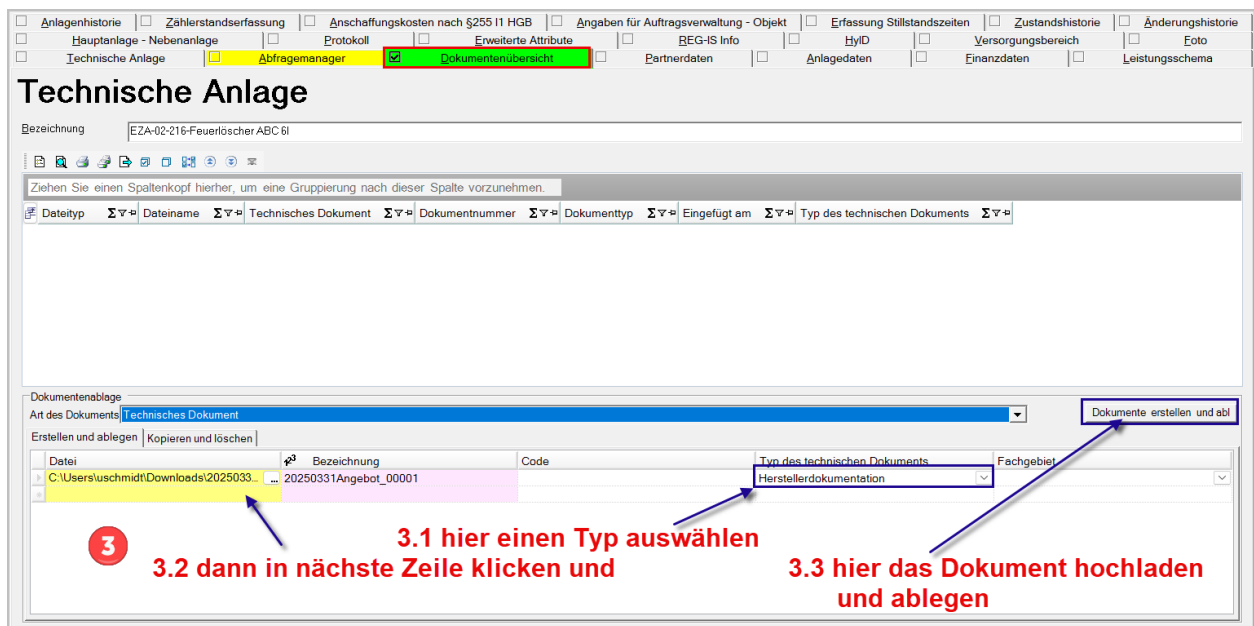 Anlagenhistorie Zählerstandserfassung Anschaffungskosten nach §255 I1 HGB Angaben für Auftragsverwaltung - Objekt Erfassung Stillstandszeiten Zustandshistorie Änderungshistorie
Hauptanlage - Nebenanlage Protokoll Erweiterte Attribute REG-IS Info HyID Versorgungsbereich Foto
Technische Anlage Abfragemanager Dokumentenübersicht Partnerdaten Anlagedaten Finanzdaten Leistungsschema
Technische Anlage
Bezeichnung EZA-02-216-Feuerlöscher ABC 6l
Ziehen Sie einen Spaltenkopf hierher, um eine Gruppierung nach dieser Spalte vorzunehmen.
Dateityp Dateiname Technisches Dokument Dokumentnummer Dokumenttyp Eingefügt am Typ des technischen Dokuments
Dokumentenablage
Art des Dokuments Technisches Dokument Dokumente erstellen und abl
Erstellen und ablegen Kopieren und löschen
Datei Bezeichnung Code Typ des technischen Dokuments Fachgebiet
C:\Users\uschmidt\Downloads\2025033... ... 20250331Angebot_00001 Herstellerdokumentation
3 3.1 hier einen Typ auswählen
3.2 dann in nächste Zeile klicken und 3.3 hier das Dokument hochladen
und ablegen